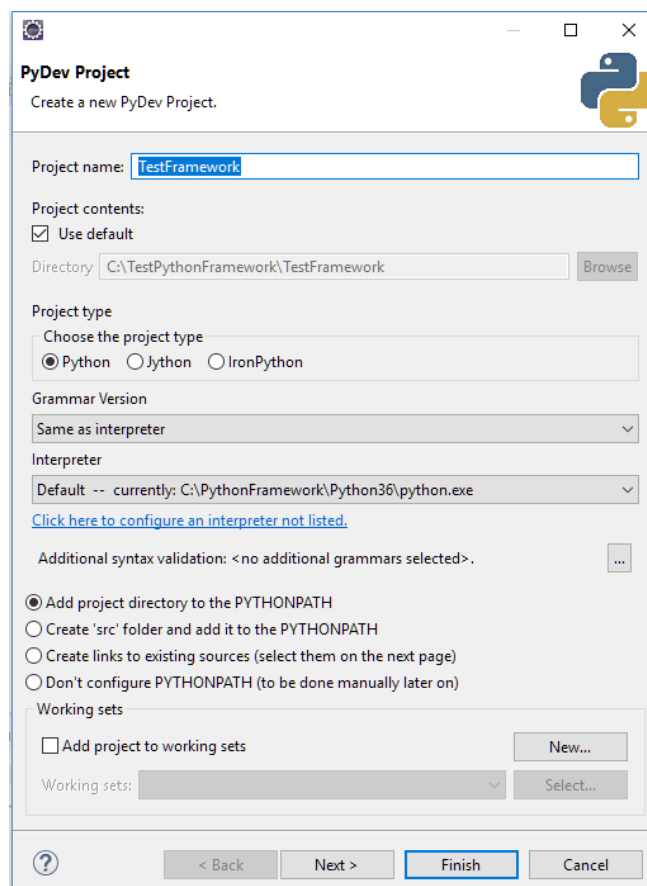 PyDev Project
Create a new PyDev Project.
Project name: TestFramework
Project contents:
Use default
Directory C:\TestPythonFramework\TestFramework Browse
Project type
Choose the project type
Python Jython IronPython
Grammar Version
Same as interpreter
Interpreter
Default -- currently: C:\PythonFramework\Python36\python.exe
Click here to configure an interpreter not listed.
Additional syntax validation: <no additional grammars selected>. ...
Add project directory to the PYTHONPATH
Create 'src' folder and add it to the PYTHONPATH
Create links to existing sources (select them on the next page)
Don't configure PYTHONPATH (to be done manually later on)
Working sets
Add project to working sets New...
Working sets: Select...
? < Back Next > Finish Cancel